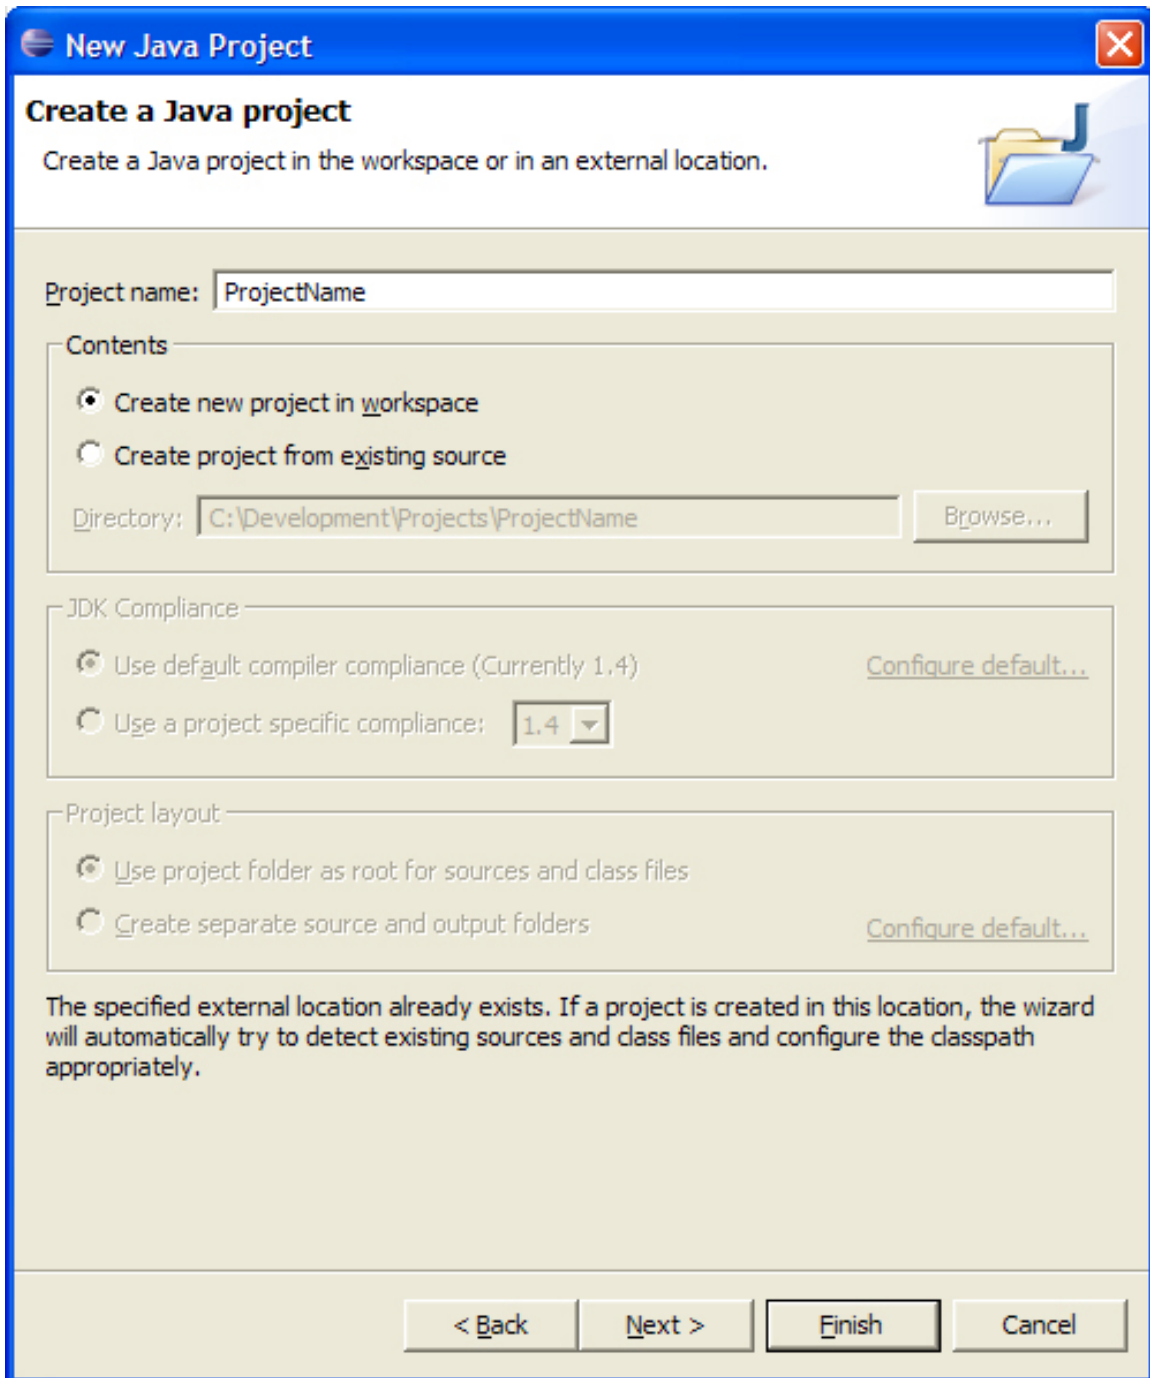 New Java Project
Create a Java project
Create a Java project in the workspace or in an external location.
Project name: ProjectName
Contents
Create new project in workspace
Create project from existing source
Directory: C:\Development\Projects\ProjectName Browse...
JDK Compliance
Use default compiler compliance (Currently 1.4) Configure default...
Use a project specific compliance: 1.4
Project layout
Use project folder as root for sources and class files
Create separate source and output folders Configure default...
The specified external location already exists. If a project is created in this location, the wizard
will automatically try to detect existing sources and class files and configure the classpath
appropriately.
< Back Next > Finish Cancel